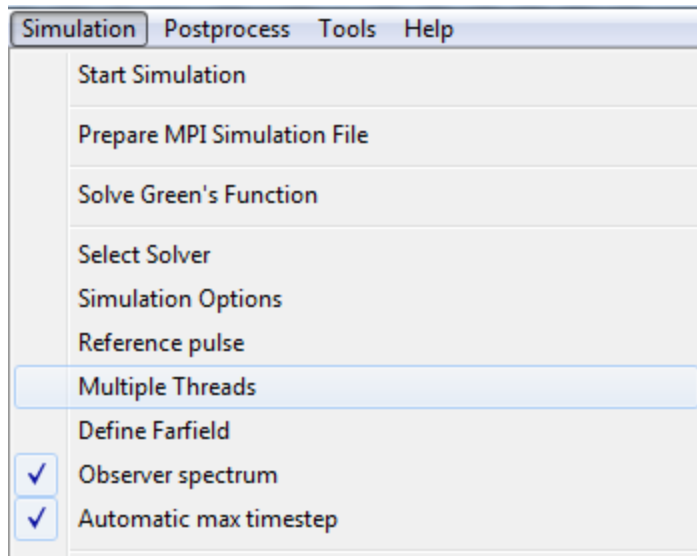 Simulation Postprocess Tools Help
Start Simulation
Prepare MPI Simulation File
Solve Green's Function
Select Solver
Simulation Options
Reference pulse
Multiple Threads
Define Farfield
Observer spectrum
Automatic max timestep